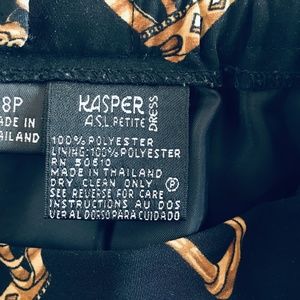 8P
ADE IN
AILAND
KASPER
A.S.L. PETITE
DRESS
100% POLYESTER
LINING: 100% POLYESTER
RN 50610
MADE IN THAILAND
DRY CLEAN ONLY Ⓟ
SEE REVERSE FOR CARE
INSTRUCTIONS AU DOS
VER AL DORSO PARA CUIDADO